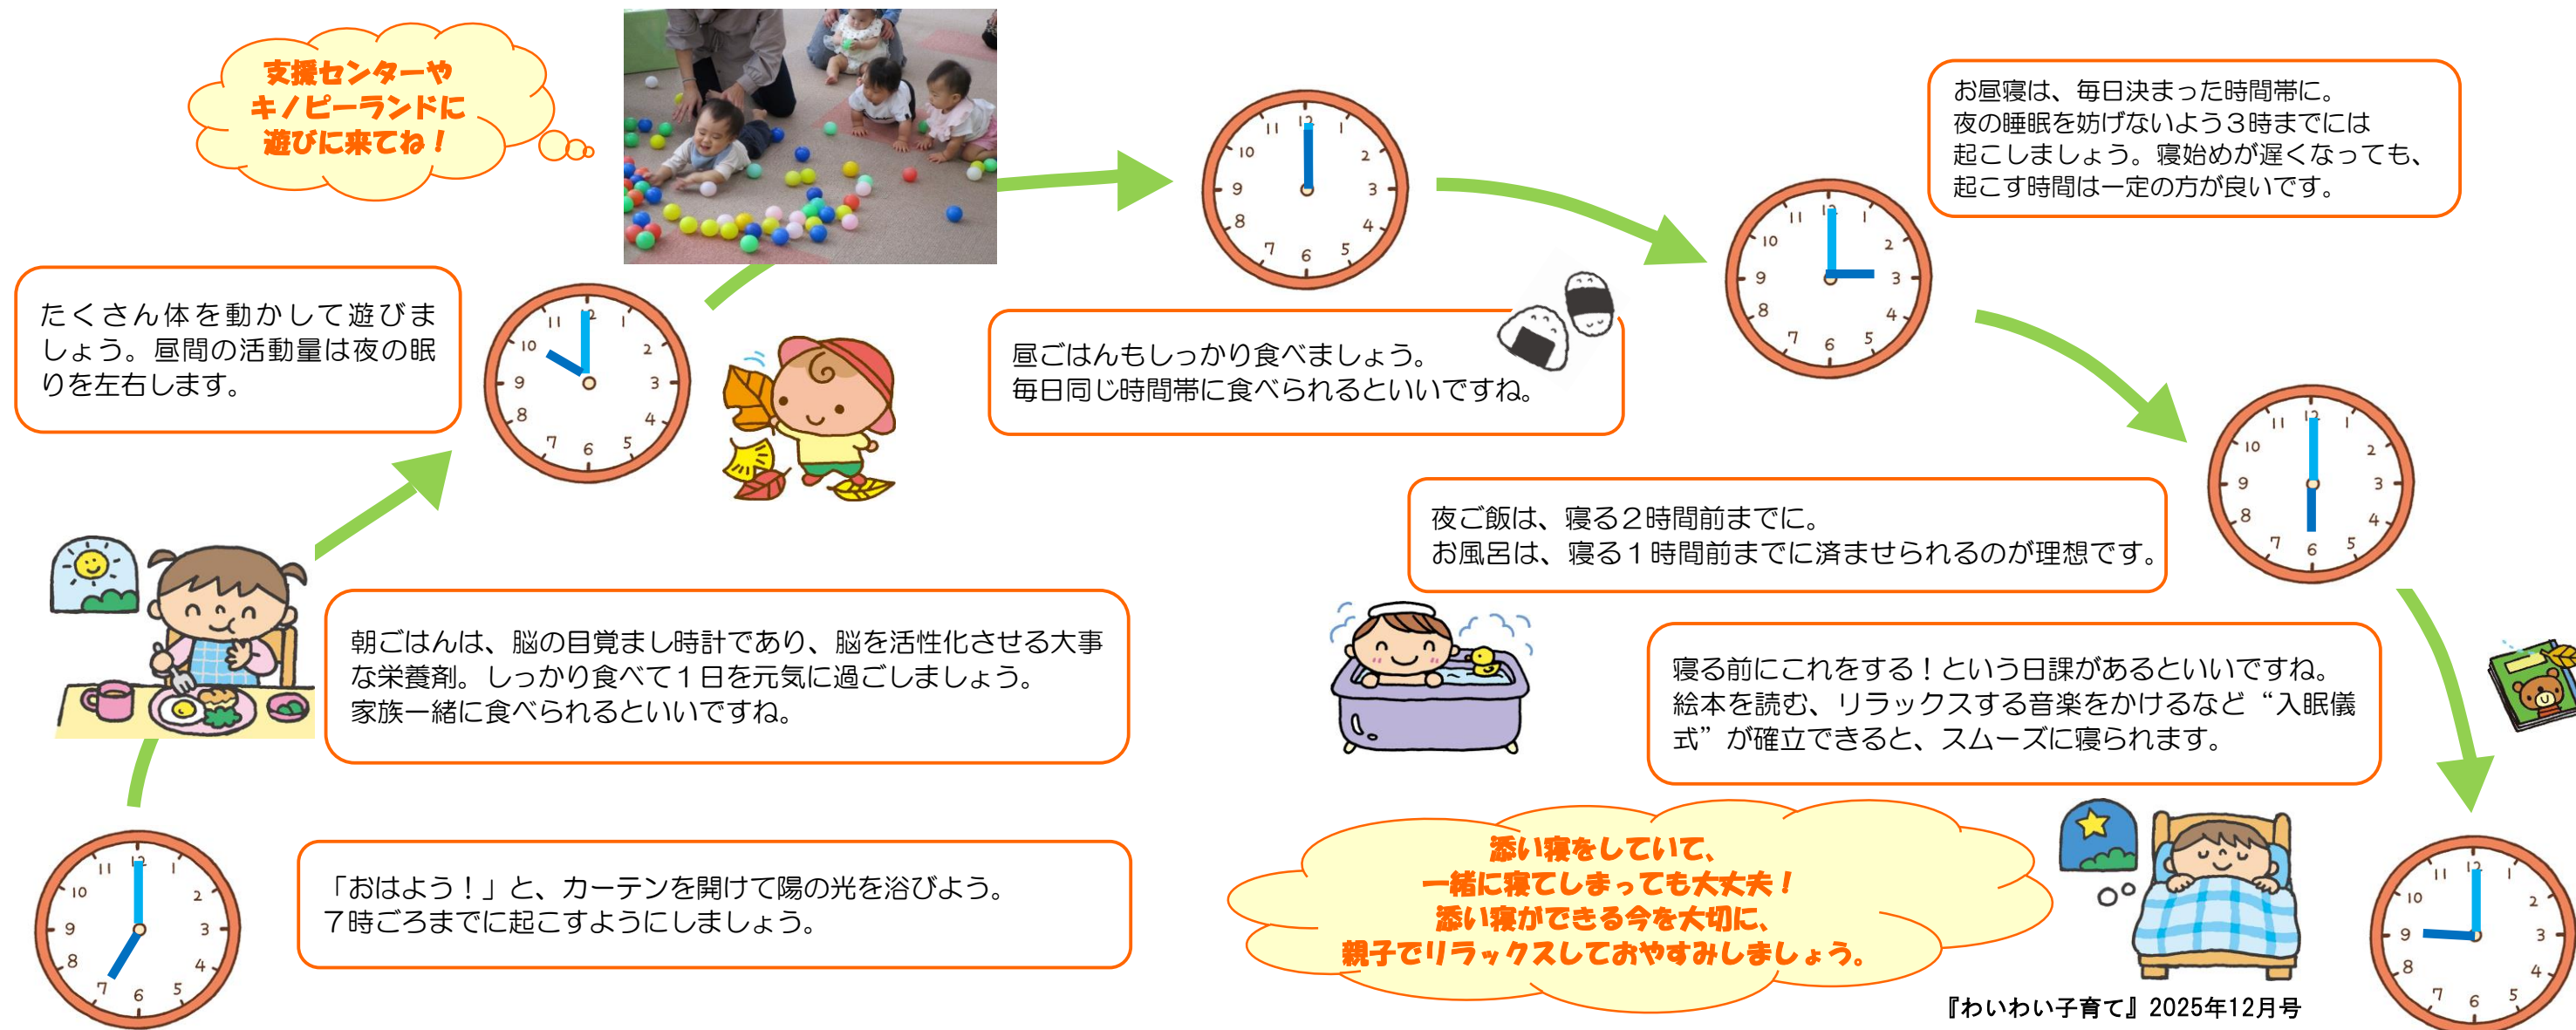 支援センターや
キノピーランドに
遊びに来てね！
お昼寝は、毎日決まった時間帯に。
夜の睡眠を妨げないよう３時までには
起こしましょう。寝始めが遅くなっても、
起こす時間は一定の方が良いです。
たくさん体を動かして遊びま
しょう。昼間の活動量は夜の眠
りを左右します。
昼ごはんもしっかり食べましょう。
毎日同じ時間帯に食べられるといいですね。
夜ご飯は、寝る２時間前までに。
お風呂は、寝る１時間前までに済ませられるのが理想です。
朝ごはんは、脳の目覚まし時計であり、脳を活性化させる大事
な栄養剤。しっかり食べて１日を元気に過ごしましょう。
家族一緒に食べられるといいですね。
寝る前にこれをする！という日課があるといいですね。
絵本を読む、リラックスする音楽をかけるなど“入眠儀
式”が確立できると、スムーズに寝られます。
「おはよう！」と、カーテンを開けて陽の光を浴びよう。
７時ごろまでに起こすようにしましょう。
添い寝をしていて、
一緒に寝てしまっても大丈夫！
添い寝ができる今を大切に、
親子でリラックスしておやすみしましょう。
『わいわい子育て』2025年12月号